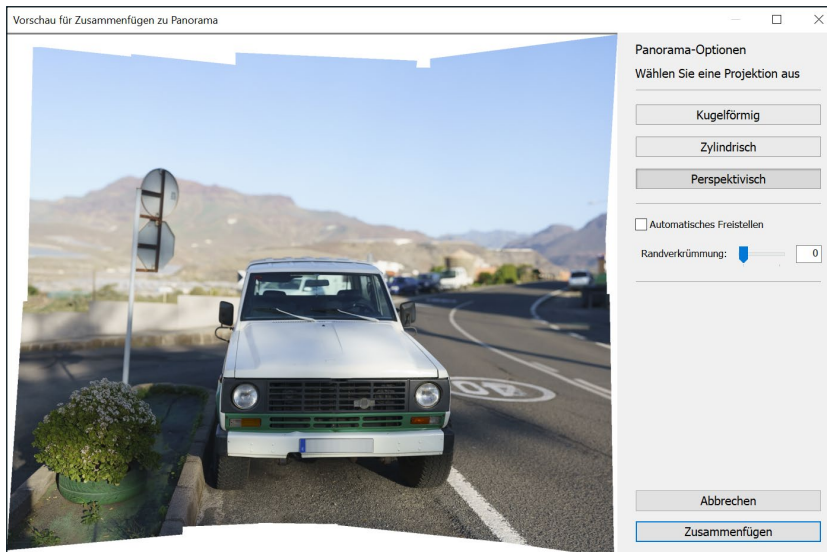 Vorschau für Zusammenfügen zu Panorama
Panorama-Optionen
Wählen Sie eine Projektion aus
Kugelförmig
Zylindrisch
Perspektivisch
Automatisches Freistellen
Randverkrümmung: 0
40
Abbrechen
Zusammenfügen